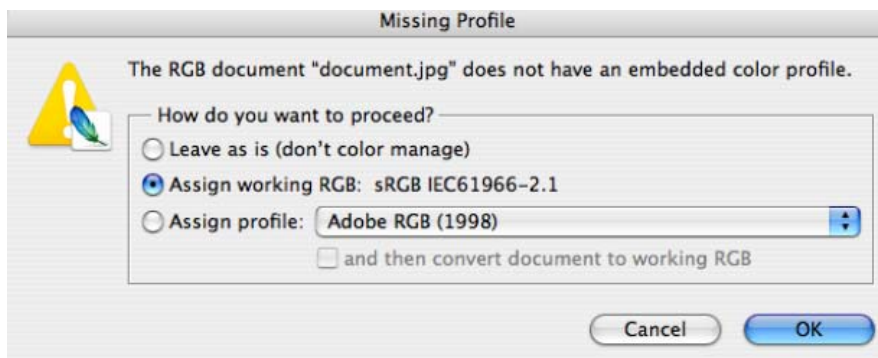 Missing Profile
The RGB document “document.jpg” does not have an embedded color profile.
How do you want to proceed?
Leave as is (don’t color manage)
Assign working RGB: sRGB IEC61966-2.1
Assign profile: Adobe RGB (1998)
and then convert document to working RGB
Cancel OK